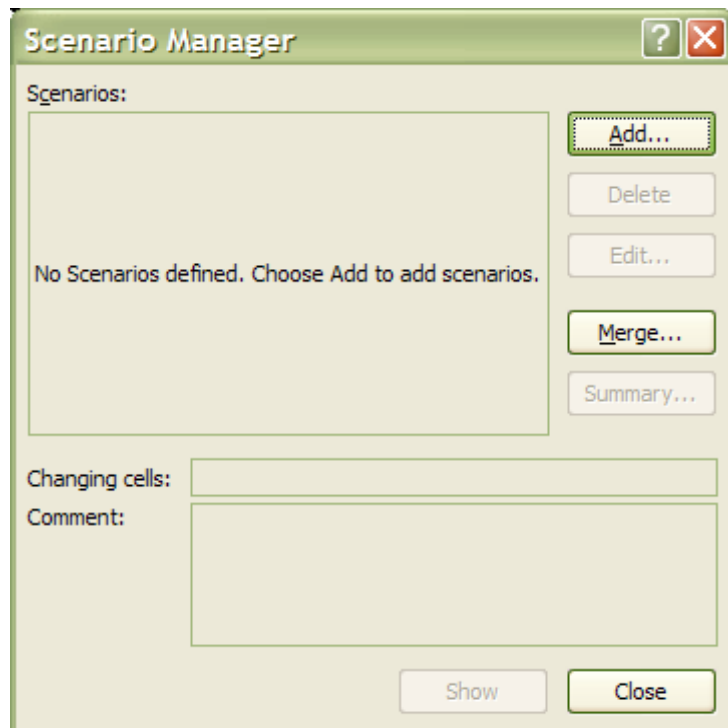 Scenario Manager
?
Scenarios:
Add...
Delete
Edit...
No Scenarios defined. Choose Add to add scenarios.
Merge...
Summary...
Changing cells:
Comment:
Show
Close